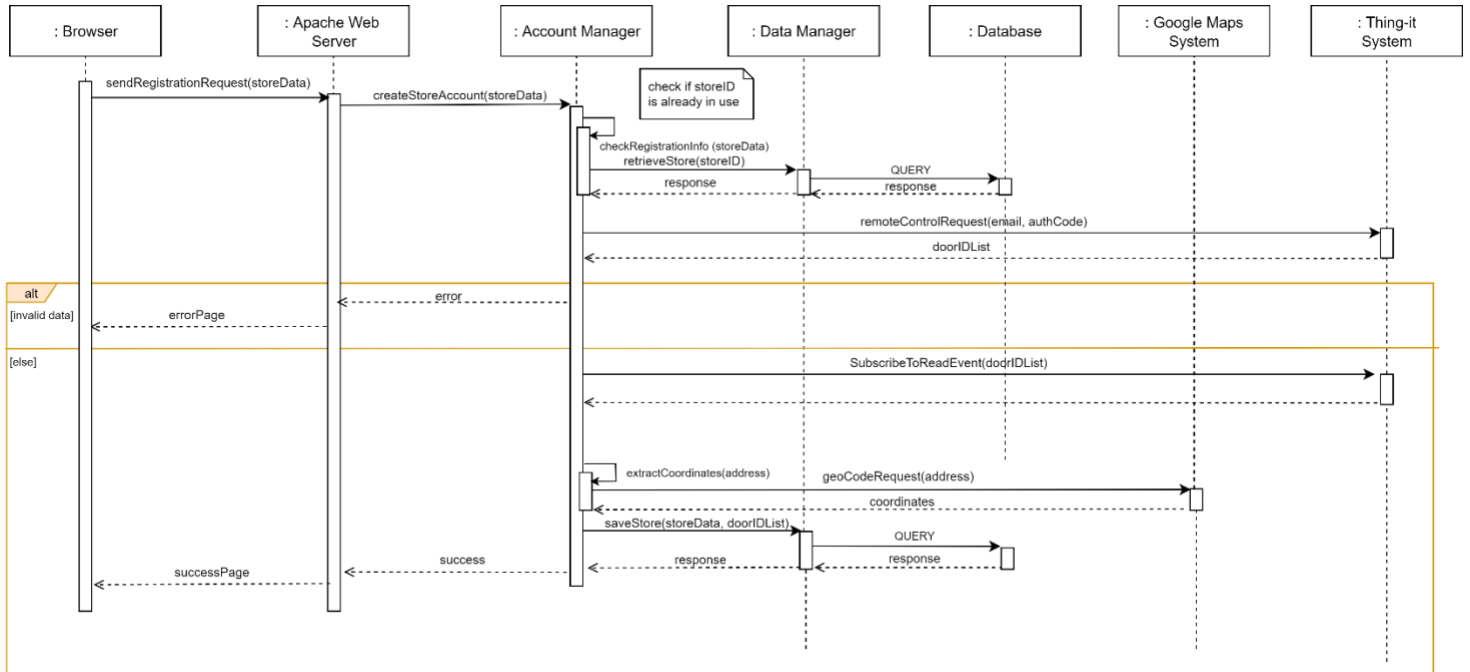 : Browser
: Apache Web
Server
: Account Manager
: Data Manager
: Database
: Google Maps
System
: Thing-it
System
sendRegistrationRequest(storeData)
createStoreAccount(storeData)
check if storeID
is already in use
checkRegistrationInfo (storeData)
retrieveStore(storeID)
QUERY
response
response
remoteControlRequest(email, authCode)
doorIDList
alt
error
[invalid data]
errorPage
[else]
SubscribeToReadEvent(doorIDList)
extractCoordinates(address)
geoCodeRequest(address)
coordinates
saveStore(storeData, doorIDList)
QUERY
success
response
response
successPage